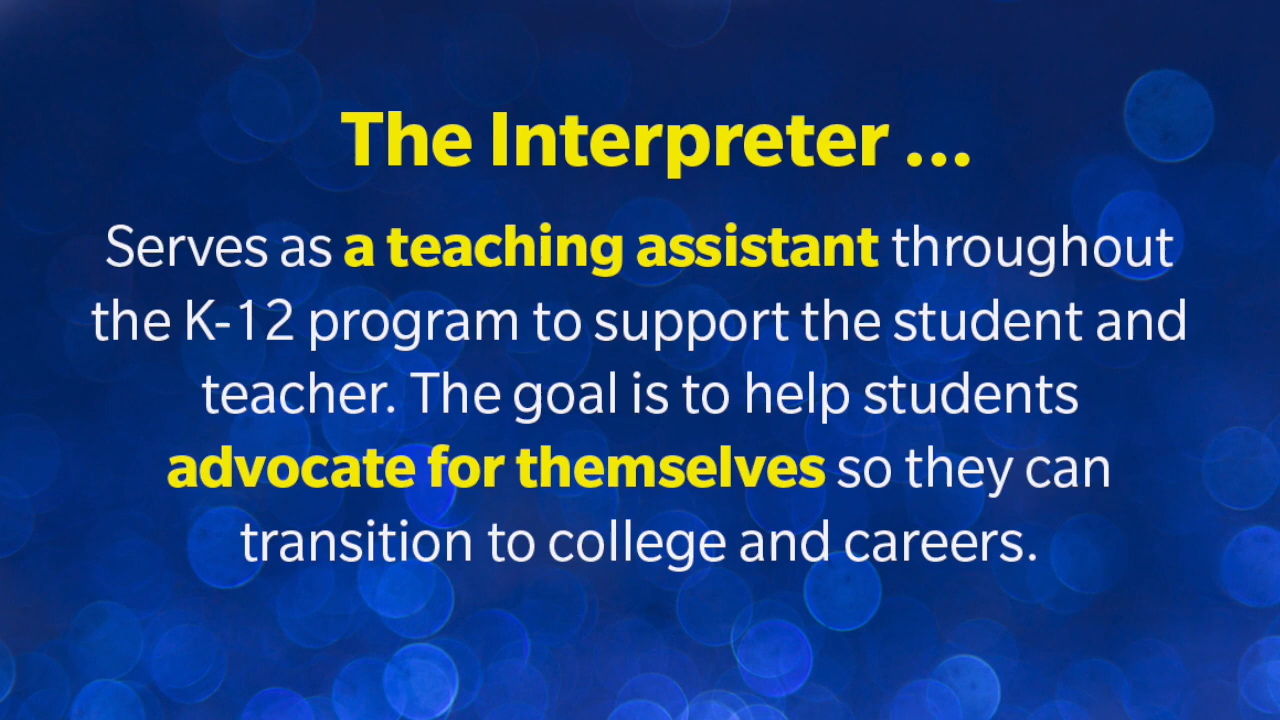 The Interpreter ...
Serves as a teaching assistant throughout
the K-12 program to support the student and
teacher. The goal is to help students
advocate for themselves so they can
transition to college and careers.